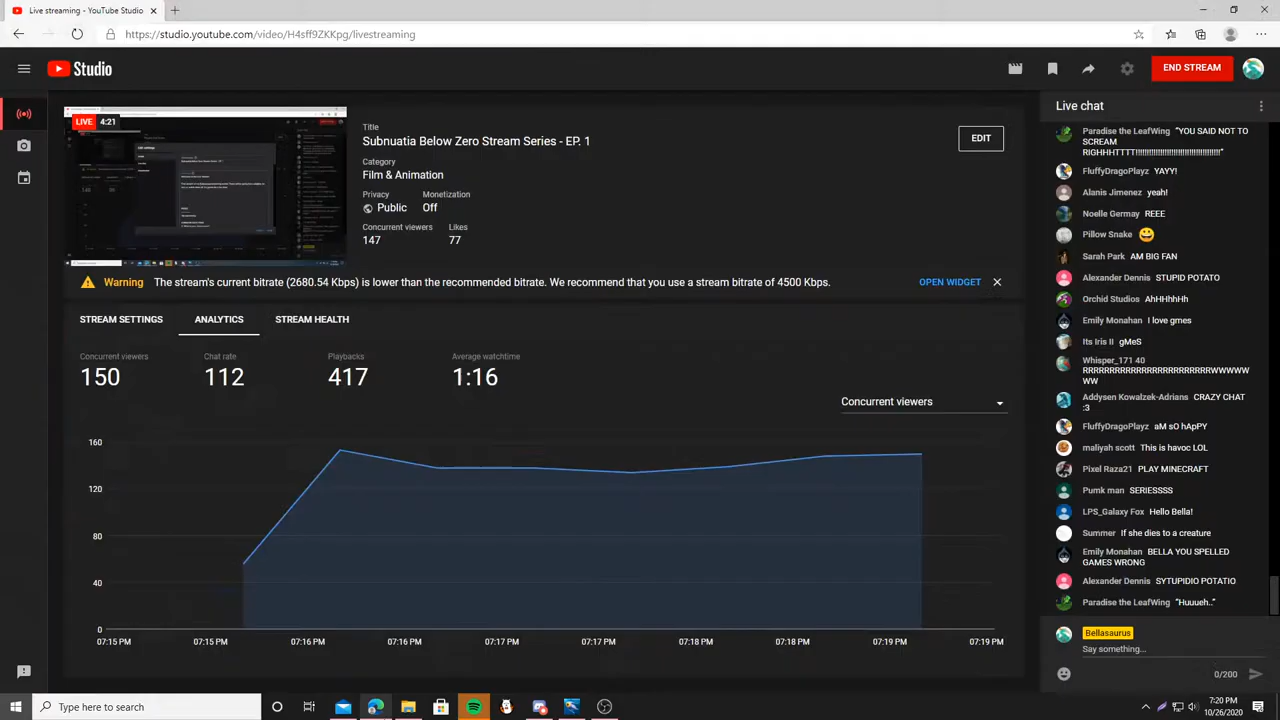 Live streaming - YouTube Studio
https://studio.youtube.com/video/H4sff9ZKKpg/livestreaming
Studio
END STREAM
LIVE 4:21
Title
Subnuatia Below Zero Stream Series - EP. 1
EDIT
Category
Film & Animation
Privacy Monetization
Public Off
Concurrent viewers Likes
147 77
Warning The stream's current bitrate (2680.54 Kbps) is lower than the recommended bitrate. We recommend that you use a stream bitrate of 4500 Kbps.
OPEN WIDGET
STREAM SETTINGS ANALYTICS STREAM HEALTH
Concurrent viewers Chat rate Playbacks Average watchtime
150 112 417 1:16
Concurrent viewers
160
120
80
40
0
07:15 PM 07:15 PM 07:16 PM 07:16 PM 07:17 PM 07:17 PM 07:18 PM 07:18 PM 07:19 PM 07:19 PM
Live chat
Paradise the LeafWing "YOU SAID NOT TO
SCREAM
RIGHHHTTTT!!!!!!!!!!!!!!!!!!!!!!!!!!!!!!!!!!!!"
FluffyDragoPlayz YAYY!
Alanis Jimenez yeah!
Noelle Germay REEE
Pillow Snake 😀
Sarah Park AM BIG FAN
Alexander Dennis STUPID POTATO
Orchid Studios AhHHhhHh
Emily Monahan I love gmes
Its Iris II gMeS
Whisper_171 40
RRRRRRRRRRRRRRRRRRRRRRRWWWWW
WW
Addysen Kowalzek-Adrians CRAZY CHAT
:3
FluffyDragoPlayz aM sO hApPY
maliyah scott This is havoc LOL
Pixel Raza21 PLAY MINECRAFT
Pumk man SERIESSSS
LPS_Galaxy Fox Hello Bella!
Summer If she dies to a creature
Emily Monahan BELLA YOU SPELLED
GAMES WRONG
Alexander Dennis SYTUPIDIO POTATIO
Paradise the LeafWing "Huuueh.."
Bellasaurus
Say something...
0/200
Type here to search
7:20 PM
10/26/2020